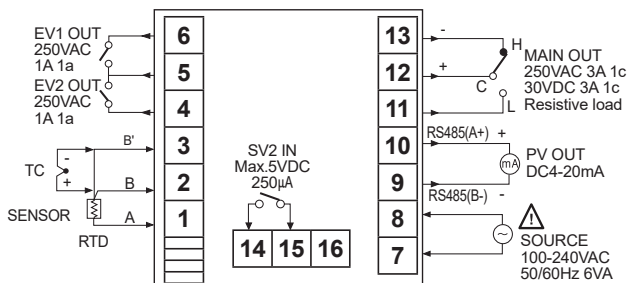 EV1 OUT
250VAC
1A 1a
EV2 OUT
250VAC
1A 1a
6
5
4
3
2
1
B'
TC
-
+
B
SENSOR
A
RTD
SV2 IN
Max.5VDC
250µA
14 15 16
13
12
11
10
9
8
7
-
H
+
C
L
MAIN OUT
250VAC 3A 1c
30VDC 3A 1c
Resistive load
RS485(A+) +
mA
PV OUT
DC4-20mA
RS485(B-) -
SOURCE
100-240VAC
50/60Hz 6VA